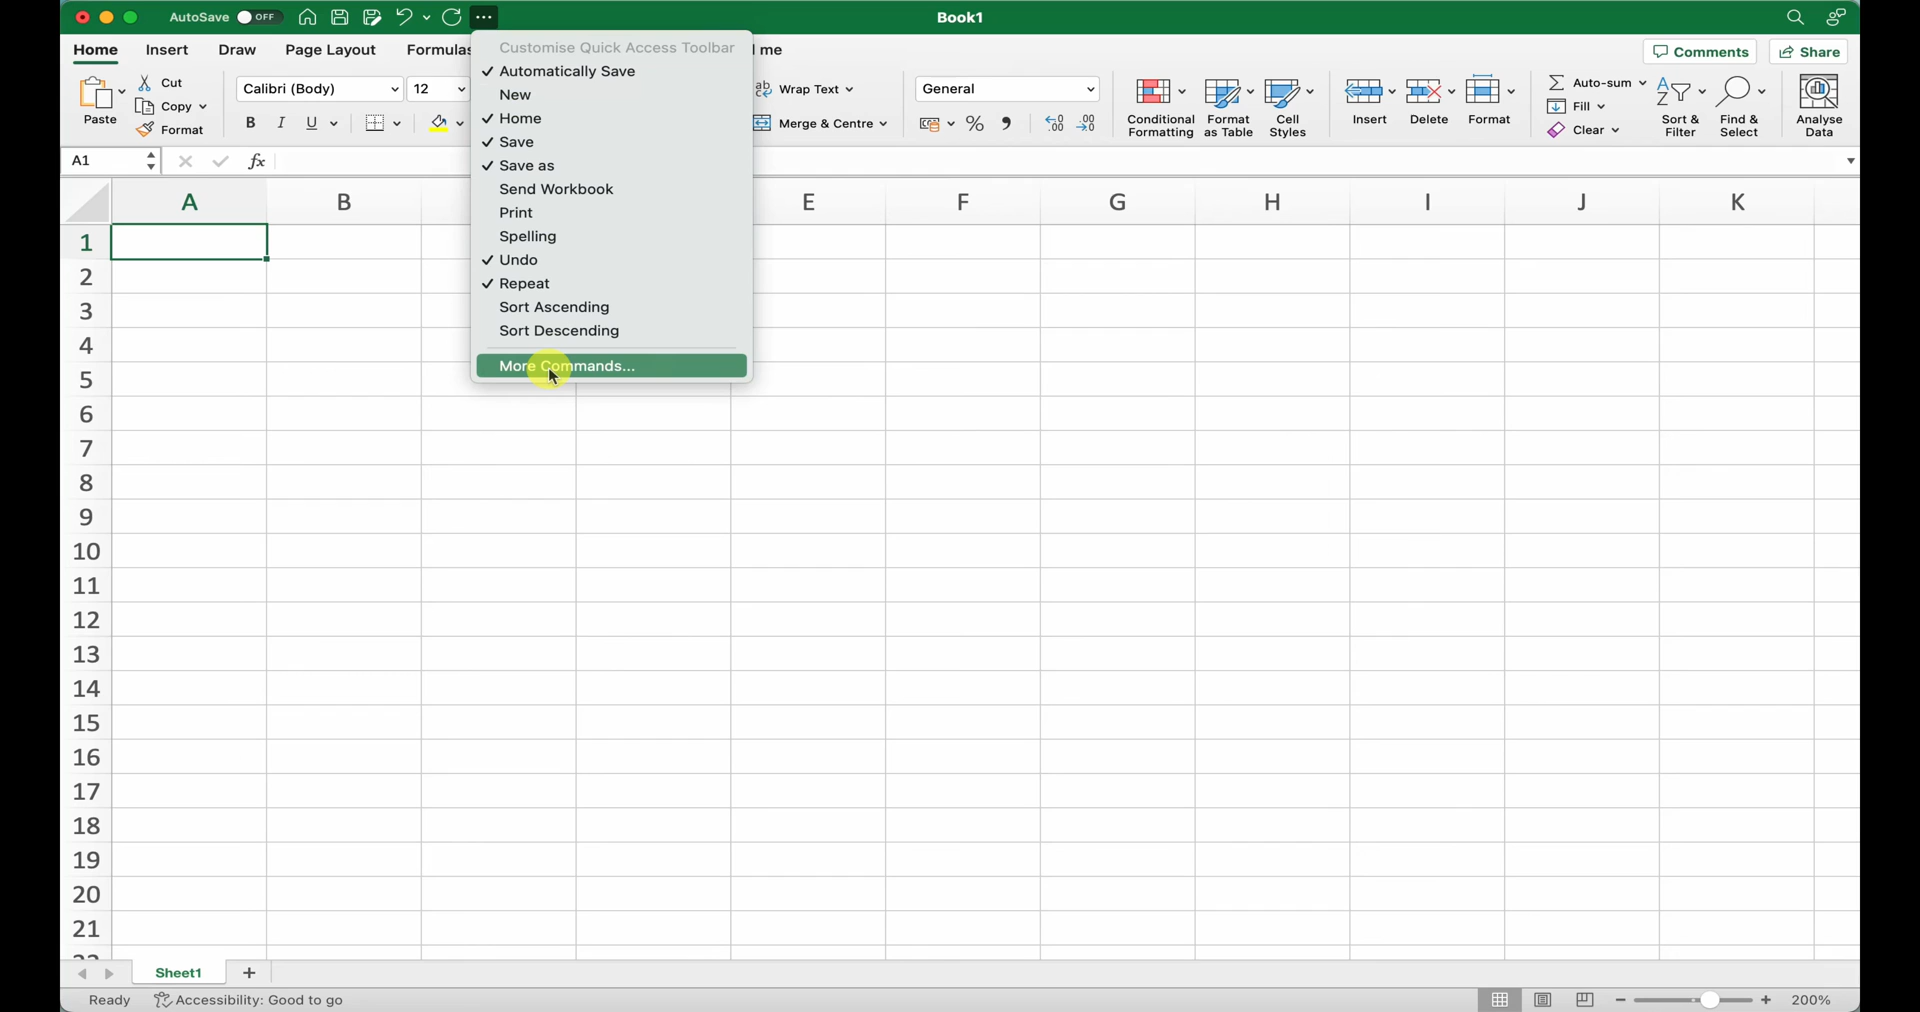 AutoSave OFF Book1
Home Insert Draw Page Layout Formulas me Comments Share
Customise Quick Access Toolbar
Automatically Save
New
Home
Save
Save as
Send Workbook
Print
Spelling
Undo
Repeat
Sort Ascending
Sort Descending
More Commands...
Paste
Cut
Copy
Format
Calibri (Body) 12
B I U
ab Wrap Text
Merge & Centre
General
% 9 .00 .00
Conditional Formatting
Format as Table
Cell Styles
Insert
Delete
Format
Auto-sum
Fill
Clear
Sort & Filter
Find & Select
Analyse Data
A1 fx
A B E F G H I J K
1
2
3
4
5
6
7
8
9
10
11
12
13
14
15
16
17
18
19
20
21
Sheet1 +
Ready Accessibility: Good to go 200%